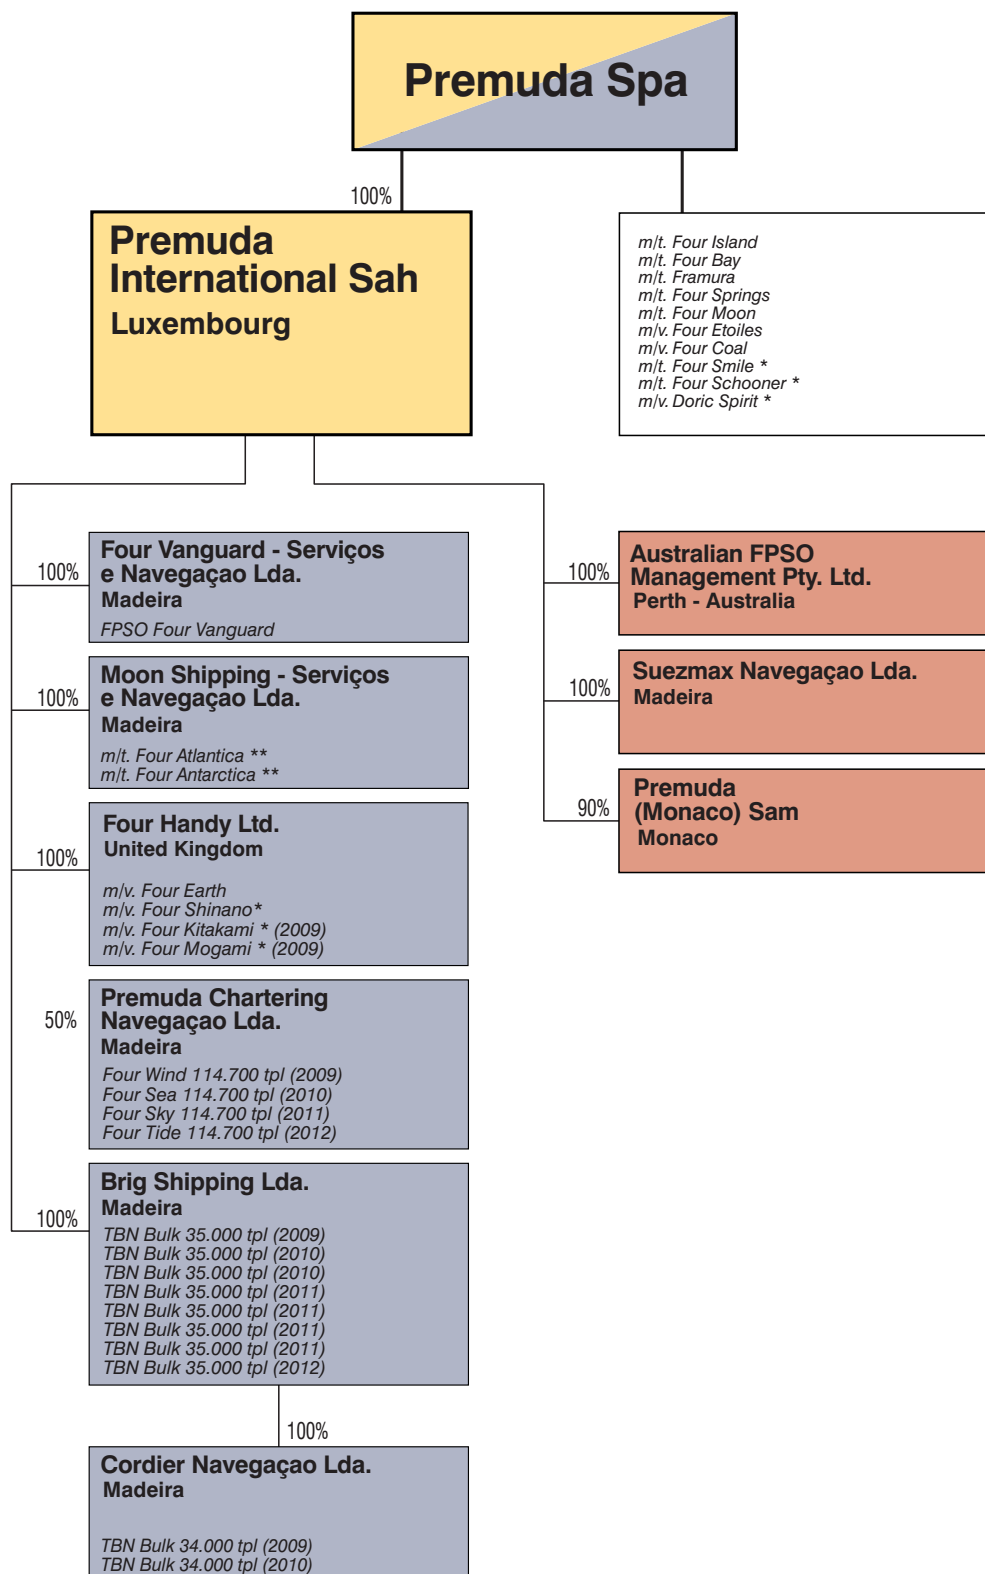 Premuda Spa
100%
Premuda
International Sah
Luxembourg
m/t. Four Island
m/t. Four Bay
m/t. Framura
m/t. Four Springs
m/t. Four Moon
m/v. Four Etoiles
m/v. Four Coal
m/t. Four Smile *
m/t. Four Schooner *
m/v. Doric Spirit *
100%
Four Vanguard - Serviços
e Navegaçao Lda.
Madeira
FPSO Four Vanguard
100%
Moon Shipping - Serviços
e Navegaçao Lda.
Madeira
m/t. Four Atlantica **
m/t. Four Antarctica **
100%
Four Handy Ltd.
United Kingdom
m/v. Four Earth
m/v. Four Shinano*
m/v. Four Kitakami * (2009)
m/v. Four Mogami * (2009)
50%
Premuda Chartering
Navegaçao Lda.
Madeira
Four Wind 114.700 tpl (2009)
Four Sea 114.700 tpl (2010)
Four Sky 114.700 tpl (2011)
Four Tide 114.700 tpl (2012)
100%
Brig Shipping Lda.
Madeira
TBN Bulk 35.000 tpl (2009)
TBN Bulk 35.000 tpl (2010)
TBN Bulk 35.000 tpl (2010)
TBN Bulk 35.000 tpl (2011)
TBN Bulk 35.000 tpl (2011)
TBN Bulk 35.000 tpl (2011)
TBN Bulk 35.000 tpl (2011)
TBN Bulk 35.000 tpl (2012)
100%
Cordier Navegaçao Lda.
Madeira
TBN Bulk 34.000 tpl (2009)
TBN Bulk 34.000 tpl (2010)
100%
Australian FPSO
Management Pty. Ltd.
Perth - Australia
100%
Suezmax Navegaçao Lda.
Madeira
90%
Premuda
(Monaco) Sam
Monaco